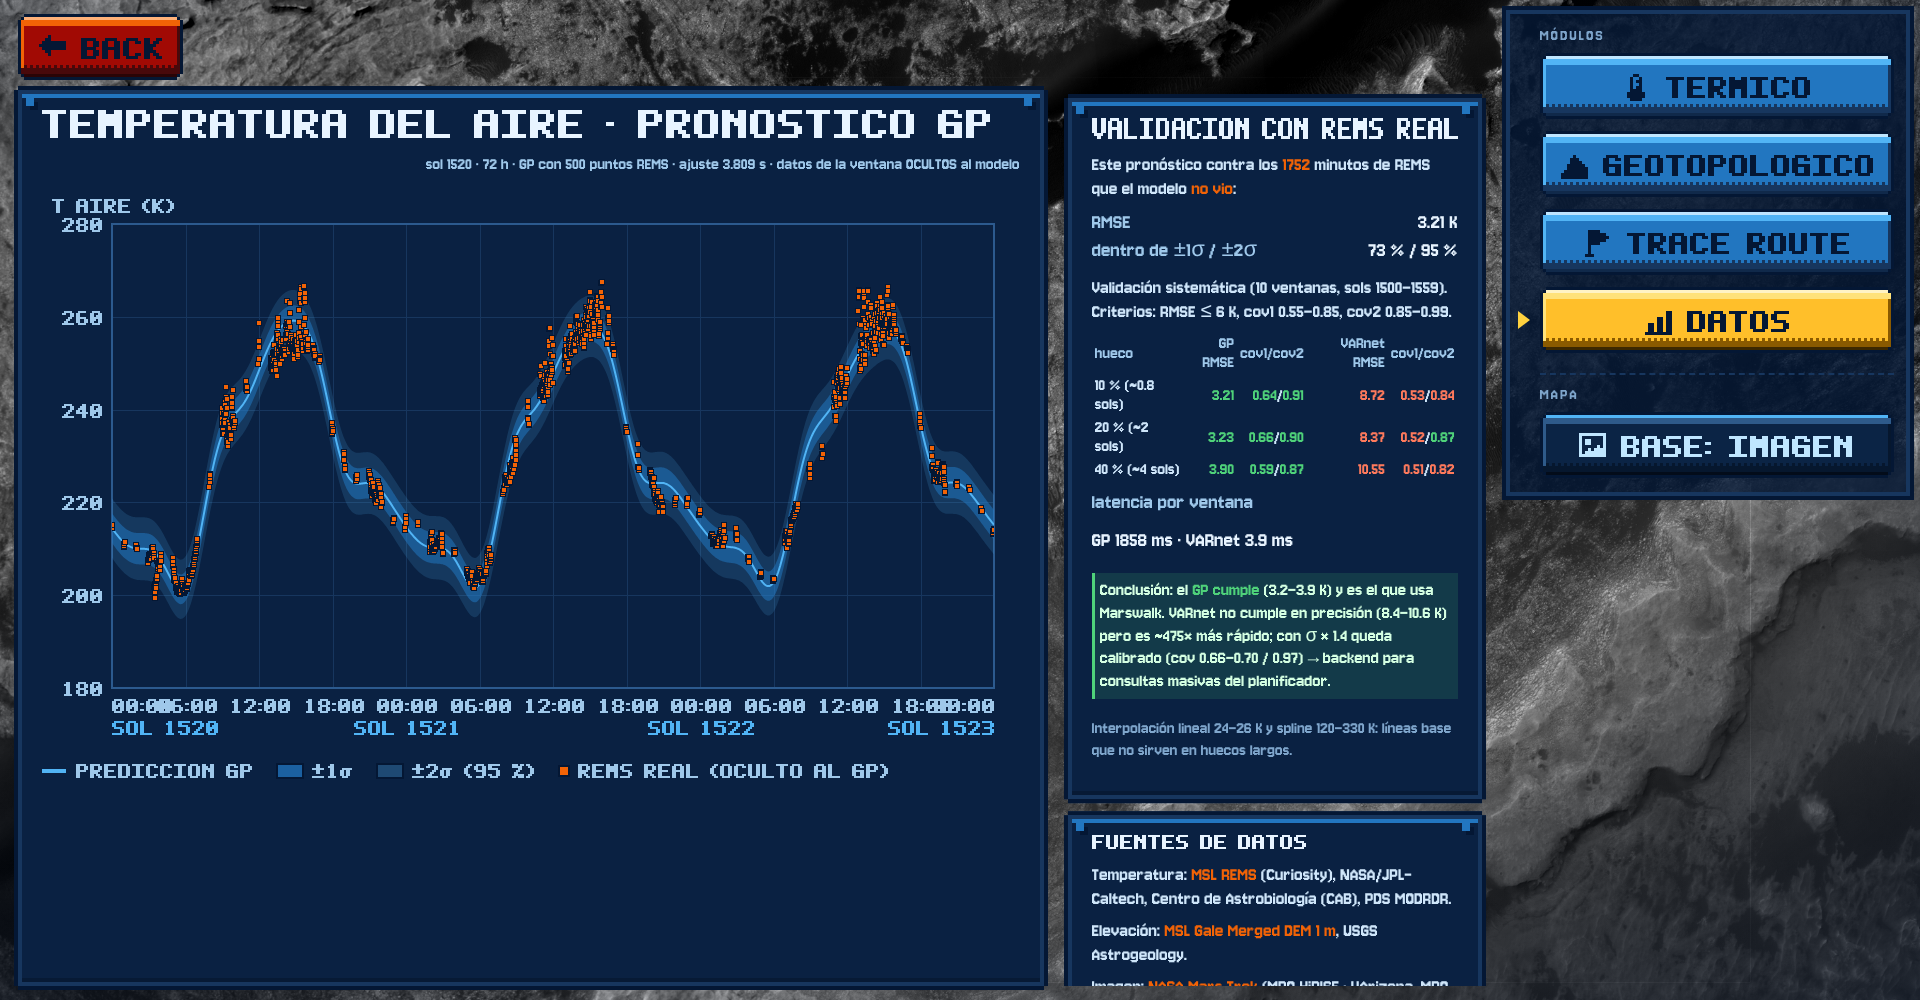 BACK
TEMPERATURA DEL AIRE · PRONOSTICO GP
sol 1520 · 72 h · GP con 500 puntos REMS · ajuste 3.809 s · datos de la ventana OCULTOS al modelo
T AIRE (K)
280
260
240
220
200
180
06:00 12:00 18:00 00:00 06:00 12:00 18:00 00:00 06:00 12:00
SOL 1520 SOL 1521 SOL 1522 SOL 1523
PREDICCION GP ±1σ ±2σ (95 %) REMS REAL (OCULTO AL GP)
VALIDACION CON REMS REAL
Este pronóstico contra los 1752 minutos de REMS
que el modelo no vio:
RMSE 3.21 K
dentro de ±1σ / ±2σ 73 % / 95 %
Validación sistemática (10 ventanas, sols 1500–1559).
Criterios: RMSE ≤ 6 K, cov1 0.55–0.85, cov2 0.85–0.99.
hueco GP RMSE cov1/cov2 VARnet RMSE cov1/cov2
10 % (~0.8 sols) 3.21 0.64/0.91 8.72 0.53/0.84
20 % (~2 sols) 3.23 0.66/0.90 8.37 0.52/0.87
40 % (~4 sols) 3.90 0.59/0.87 10.55 0.51/0.82
latencia por ventana
GP 1858 ms · VARnet 3.9 ms
Conclusión: el GP cumple (3.2–3.9 K) y es el que usa
Marswalk. VARnet no cumple en precisión (8.4–10.6 K)
pero es ~475× más rápido; con σ × 1.4 queda
calibrado (cov 0.66–0.70 / 0.97) → backend para
consultas masivas del planificador.
Interpolación lineal 24–26 K y spline 120–330 K: líneas base
que no sirven en huecos largos.
FUENTES DE DATOS
Temperatura: MSL REMS (Curiosity), NASA/JPL-
Caltech, Centro de Astrobiología (CAB), PDS MODRDR.
Elevación: MSL Gale Merged DEM 1 m, USGS
Astrogeology.
MÓDULOS
TERMICO
GEOTOPOLOGICO
TRACE ROUTE
DATOS
MAPA
BASE: IMAGEN